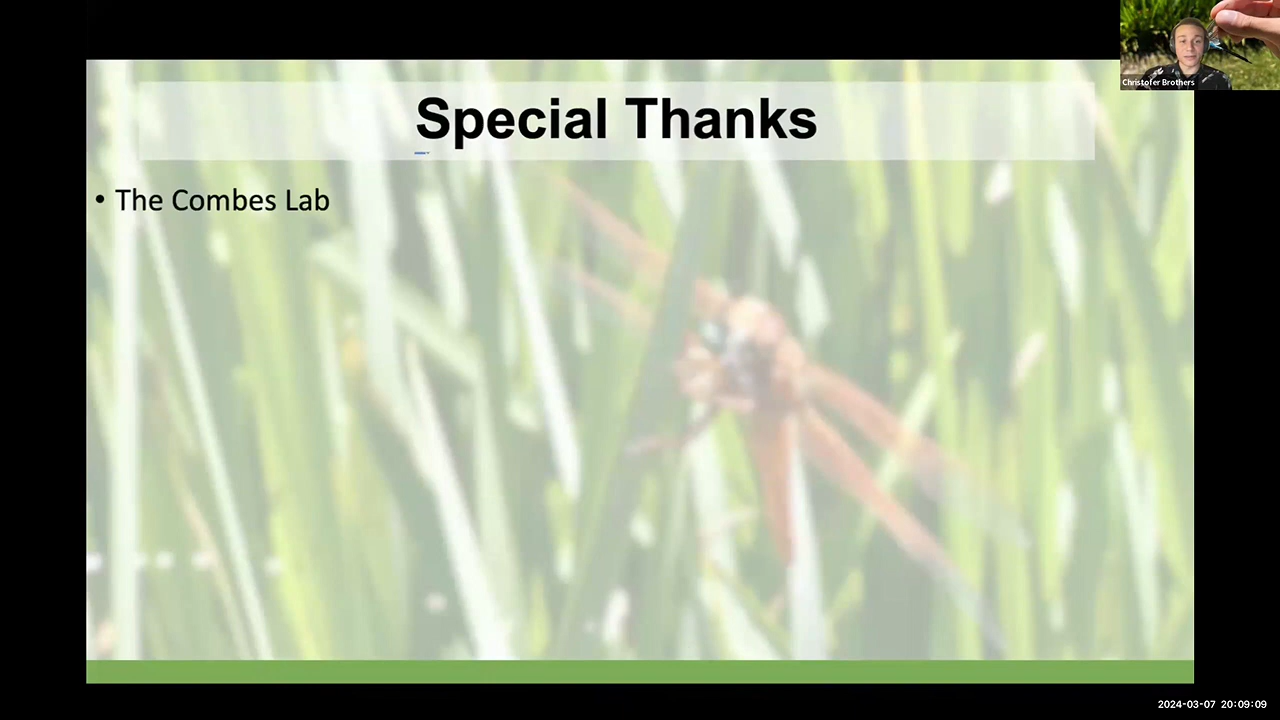 Special Thanks
• The Combes Lab
Christofer Brothers
2024-03-07 20:09:09